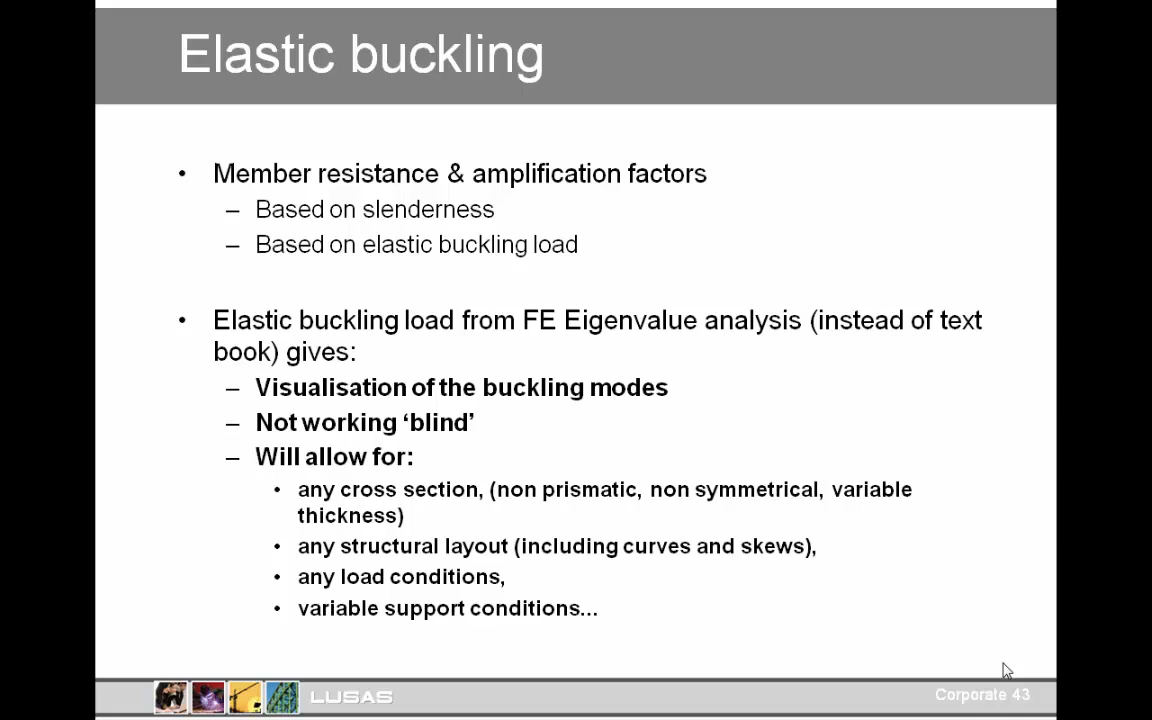 Elastic buckling
• Member resistance & amplification factors
– Based on slenderness
– Based on elastic buckling load
• Elastic buckling load from FE Eigenvalue analysis (instead of text
book) gives:
– Visualisation of the buckling modes
– Not working ‘blind’
– Will allow for:
• any cross section, (non prismatic, non symmetrical, variable
thickness)
• any structural layout (including curves and skews),
• any load conditions,
• variable support conditions...
LUSAS
Corporate 43